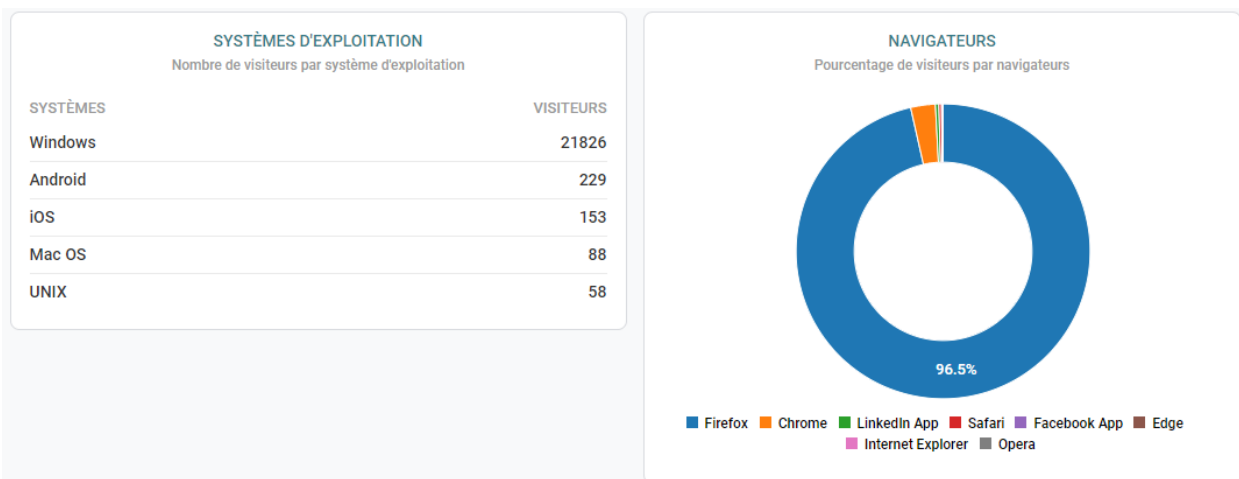 SYSTÈMES D'EXPLOITATION
Nombre de visiteurs par système d'exploitation
SYSTÈMES VISITEURS
Windows 21826
Android 229
iOS 153
Mac OS 88
UNIX 58
NAVIGATEURS
Pourcentage de visiteurs par navigateurs
96.5%
Firefox Chrome LinkedIn App Safari Facebook App Edge
Internet Explorer Opera